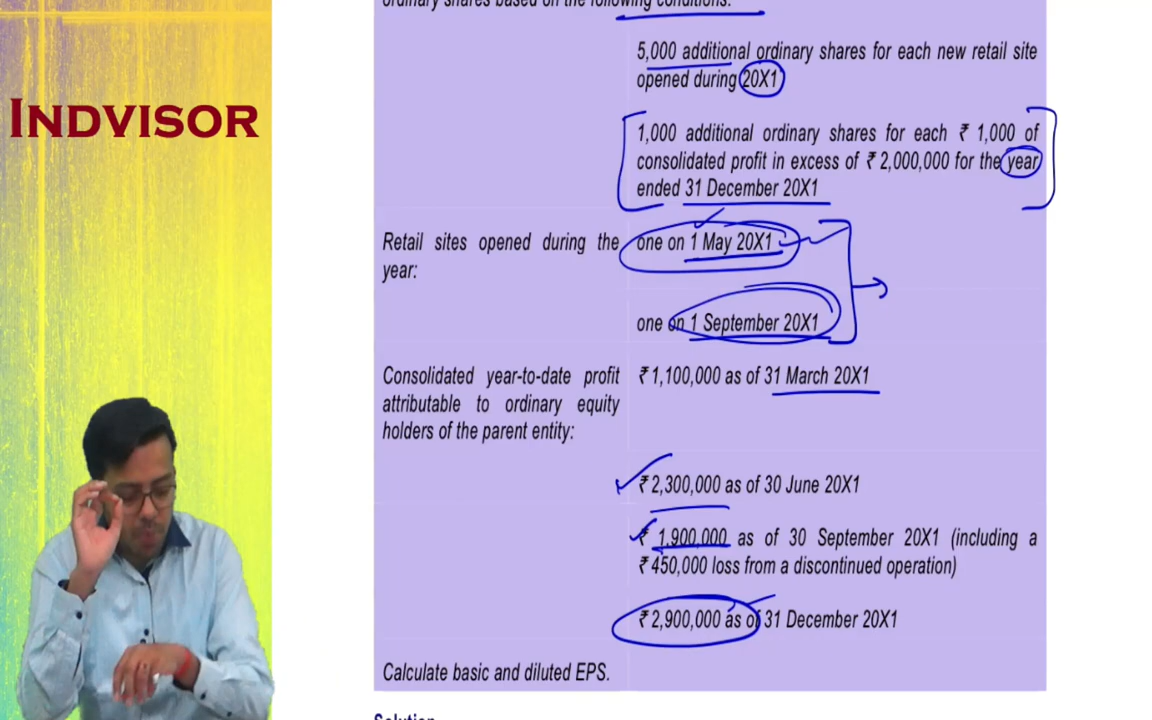 ordinary shares based on the following conditions:
5,000 additional ordinary shares for each new retail site
opened during 20X1
INDVISOR
1,000 additional ordinary shares for each ₹ 1,000 of
consolidated profit in excess of ₹ 2,000,000 for the year
ended 31 December 20X1
Retail sites opened during the
year:
one on 1 May 20X1
one on 1 September 20X1
Consolidated year-to-date profit
attributable to ordinary equity
holders of the parent entity:
₹ 1,100,000 as of 31 March 20X1
₹ 2,300,000 as of 30 June 20X1
₹ 1,900,000 as of 30 September 20X1 (including a
₹ 450,000 loss from a discontinued operation)
₹ 2,900,000 as of 31 December 20X1
Calculate basic and diluted EPS.
Solution